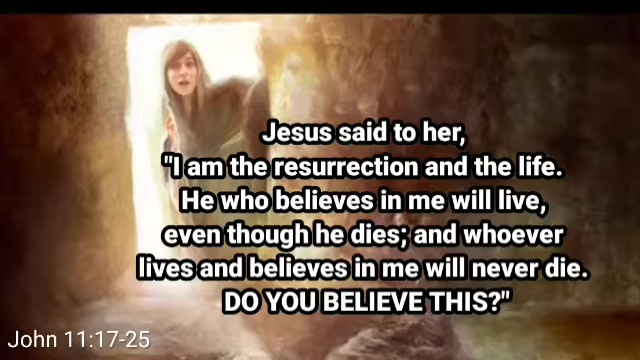 Jesus said to her,
"I am the resurrection and the life.
He who believes in me will live,
even though he dies; and whoever
lives and believes in me will never die.
DO YOU BELIEVE THIS?"
John 11:17-25